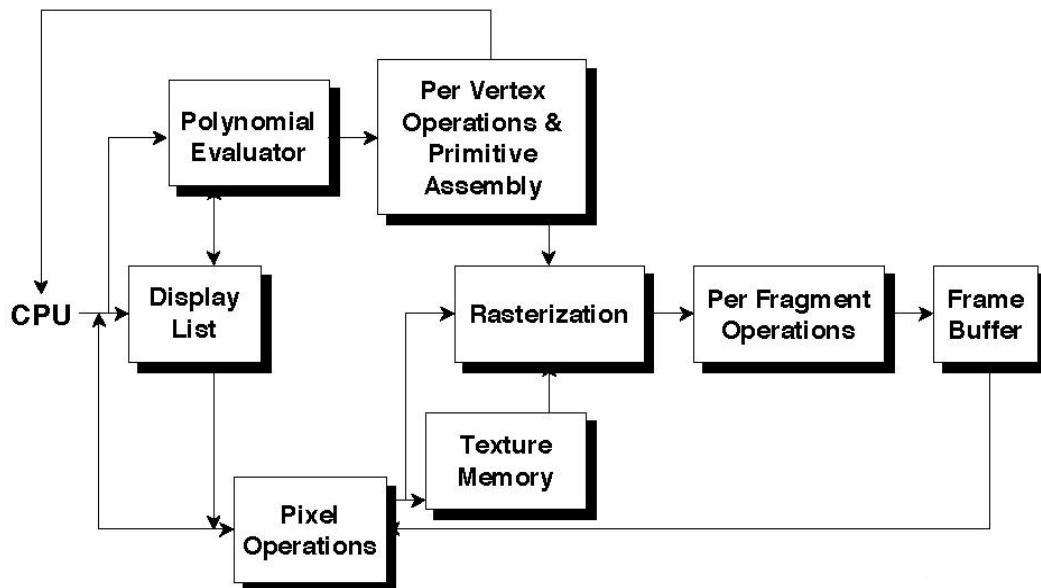 Polynomial
Evaluator
Per Vertex
Operations &
Primitive
Assembly
CPU
Display
List
Rasterization
Per Fragment
Operations
Frame
Buffer
Texture
Memory
Pixel
Operations